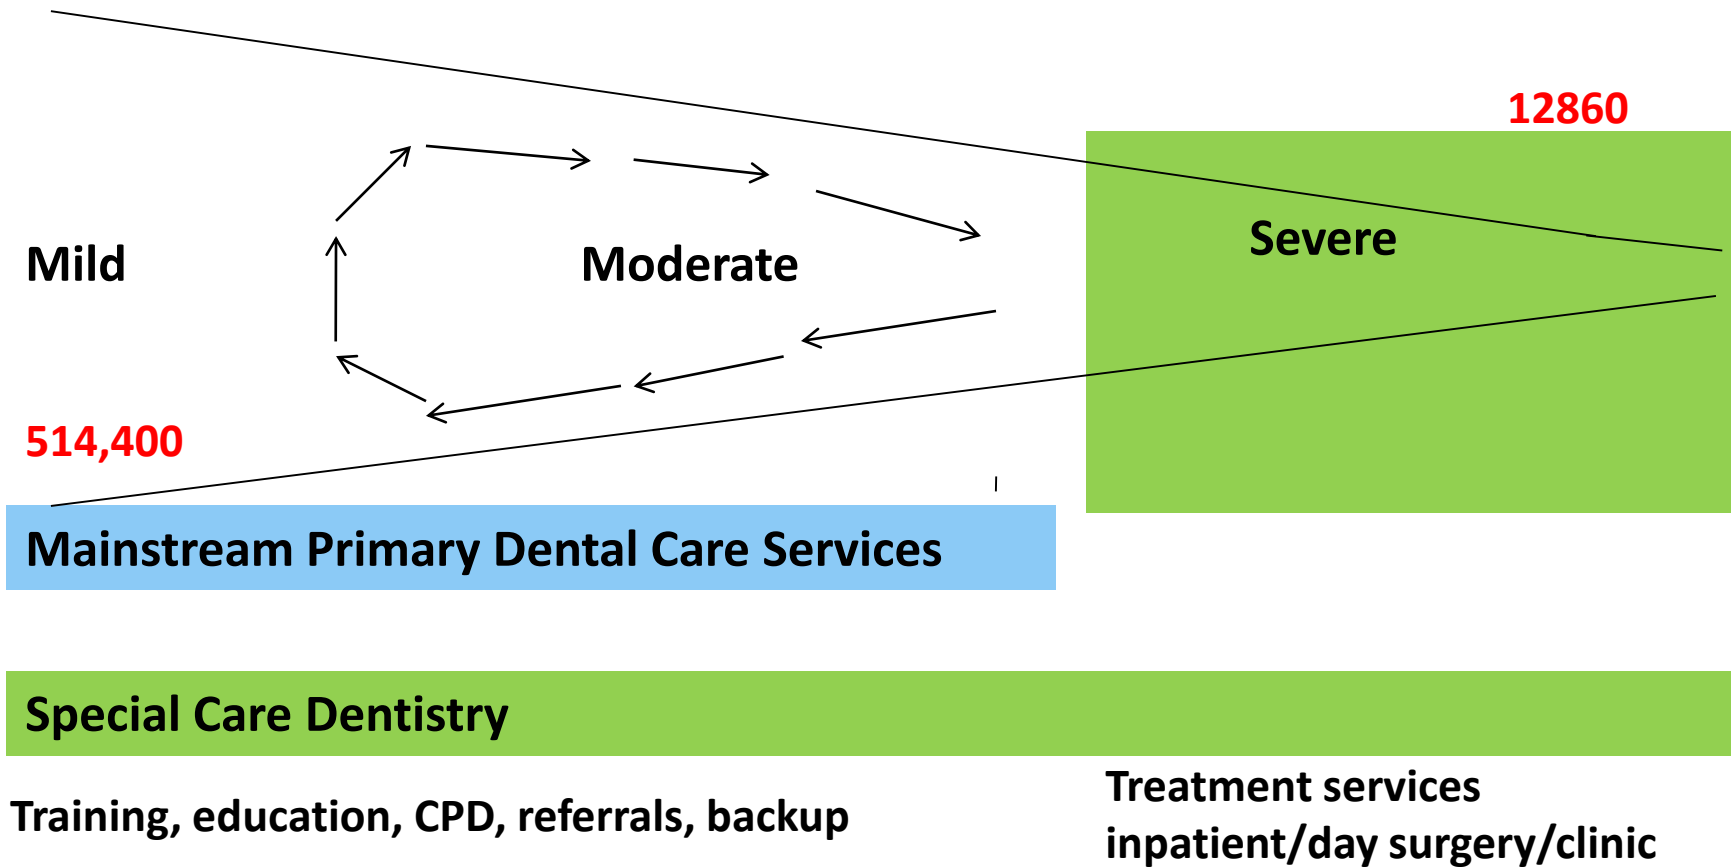 12860
Severe
Mild
Moderate
514,400
Mainstream Primary Dental Care Services
Special Care Dentistry
Training, education, CPD, referrals, backup
Treatment services
inpatient/day surgery/clinic